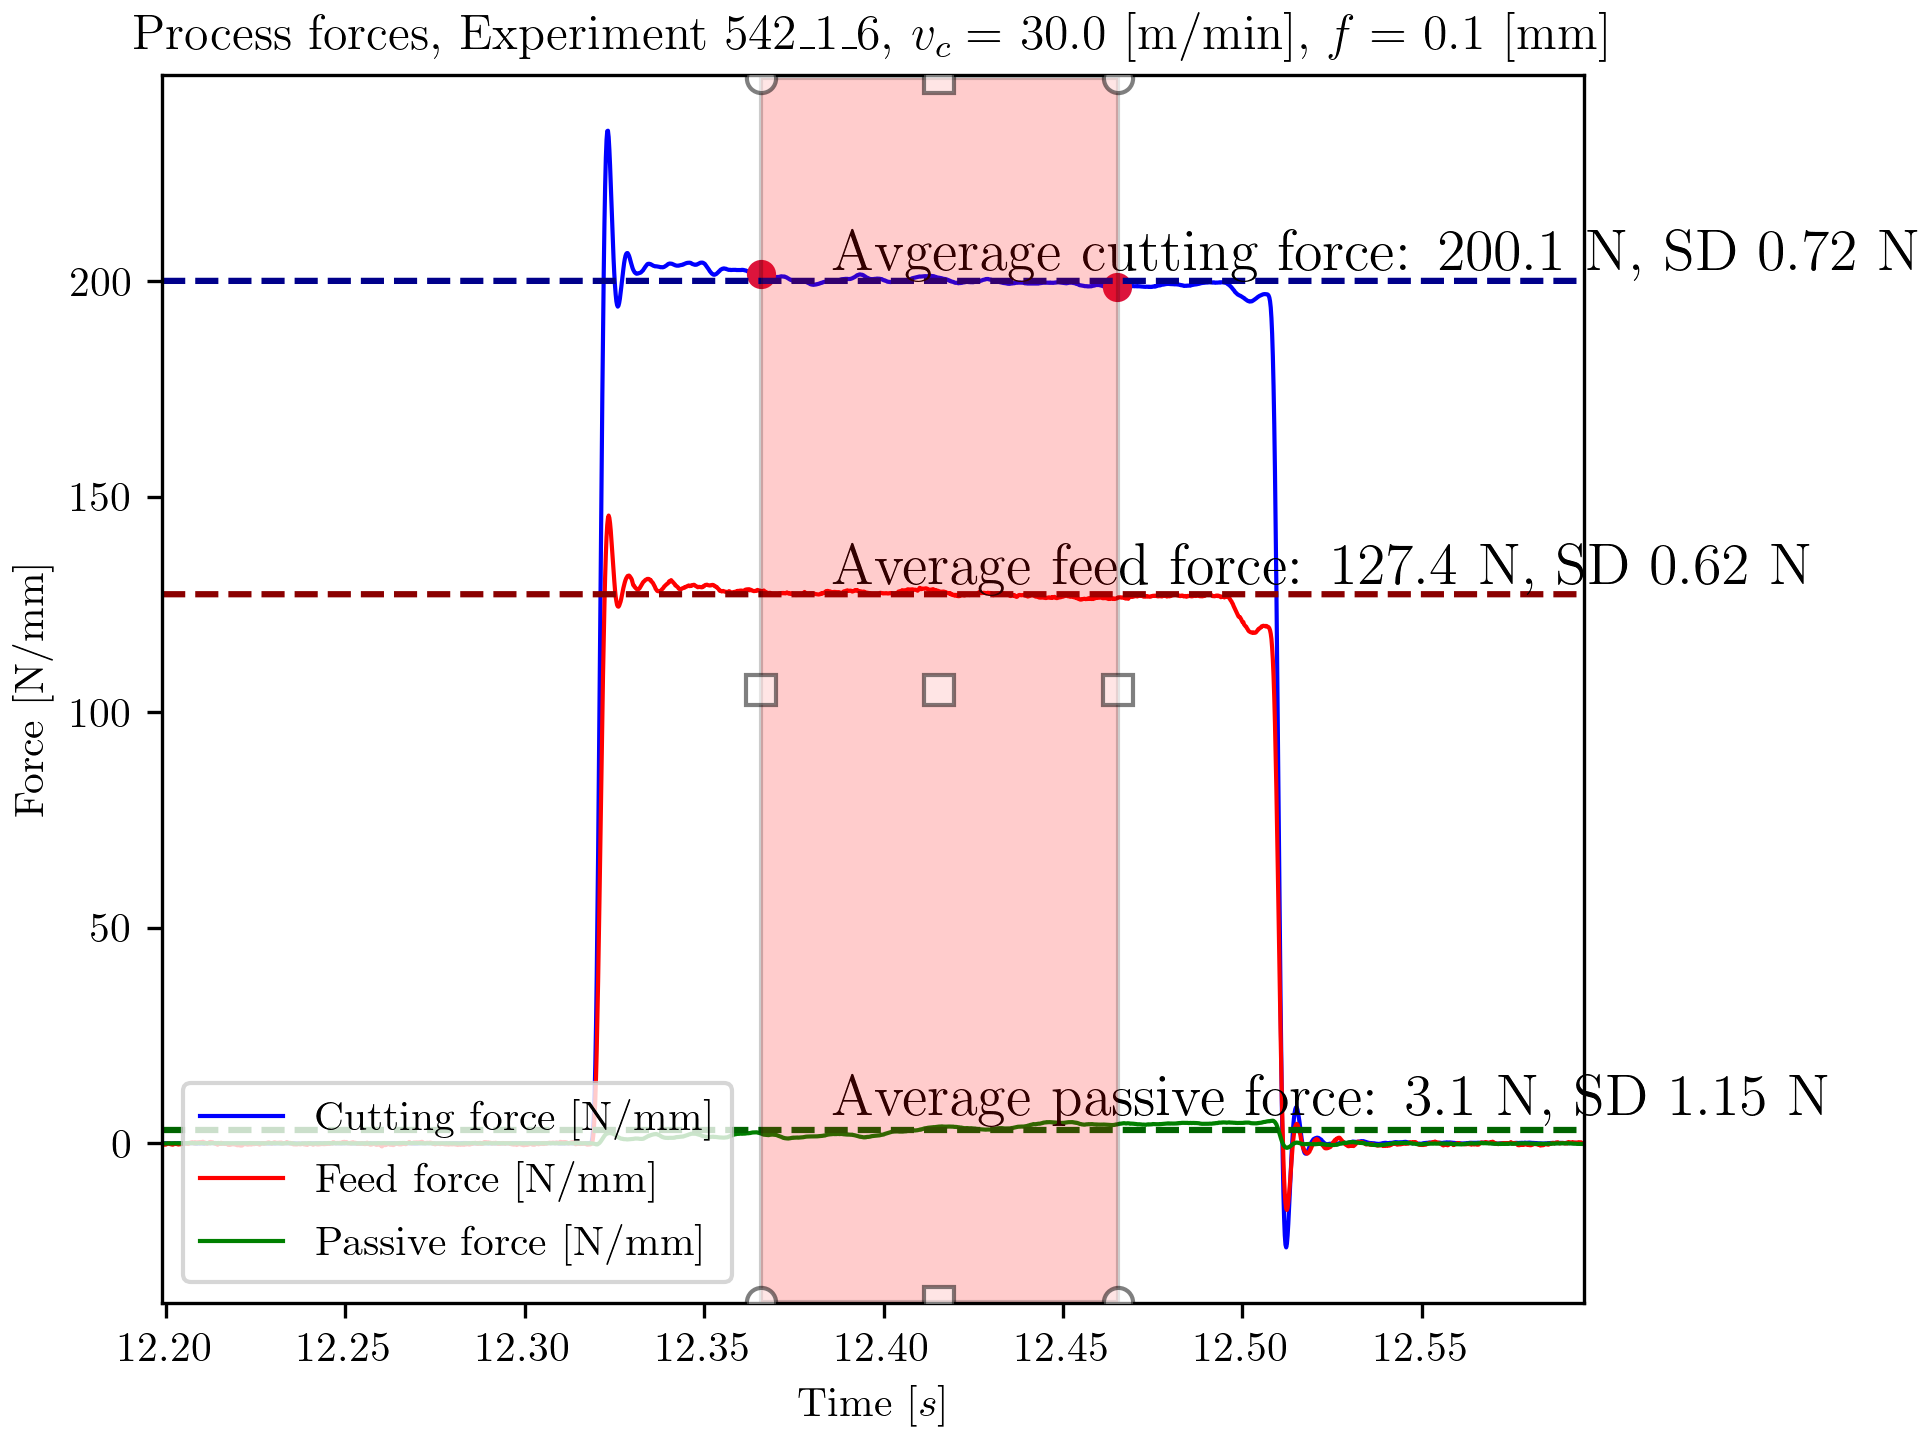 Process forces, Experiment 542_1_6, v_c = 30.0 [m/min], f = 0.1 [mm]
Avgerage cutting force: 200.1 N, SD 0.72 N
Average feed force: 127.4 N, SD 0.62 N
Average passive force: 3.1 N, SD 1.15 N
Force [N/mm]
200
150
100
50
0
Cutting force [N/mm]
Feed force [N/mm]
Passive force [N/mm]
12.20 12.25 12.30 12.35 12.40 12.45 12.50 12.55
Time [s]